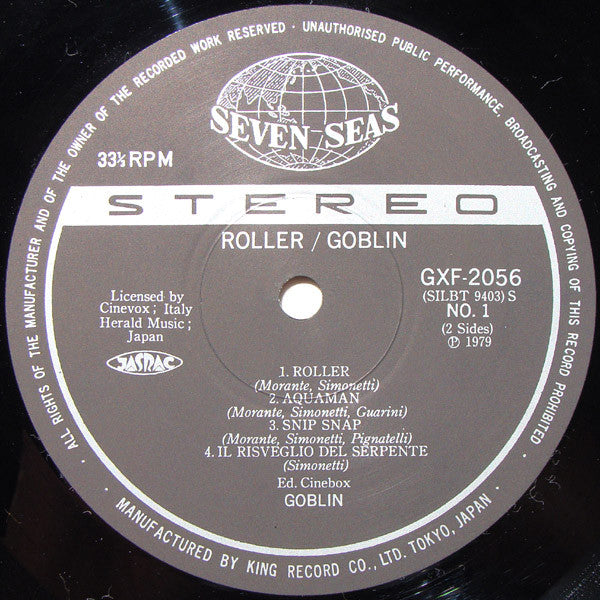 ALL RIGHTS OF THE MANUFACTURER AND OF THE OWNER OF THE RECORDED WORK RESERVED · UNAUTHORISED PUBLIC PERFORMANCE, BROADCASTING AND COPYING OF THIS RECORD PROHIBITED
SEVEN SEAS
33⅓ RPM
STEREO
ROLLER / GOBLIN
GXF-2056
(SILBT 9403) S
NO. 1
(2 Sides)
Ⓟ 1979
Licensed by
Cinevox; Italy
Herald Music;
Japan
JASRAC
1. ROLLER
(Morante, Simonetti)
2. AQUAMAN
(Morante, Simonetti, Guarini)
3. SNIP SNAP
(Morante, Simonetti, Pignatelli)
4. IL RISVEGLIO DEL SERPENTE
(Simonetti)
Ed. Cinebox
GOBLIN
· MANUFACTURED BY KING RECORD CO., LTD. TOKYO, JAPAN ·